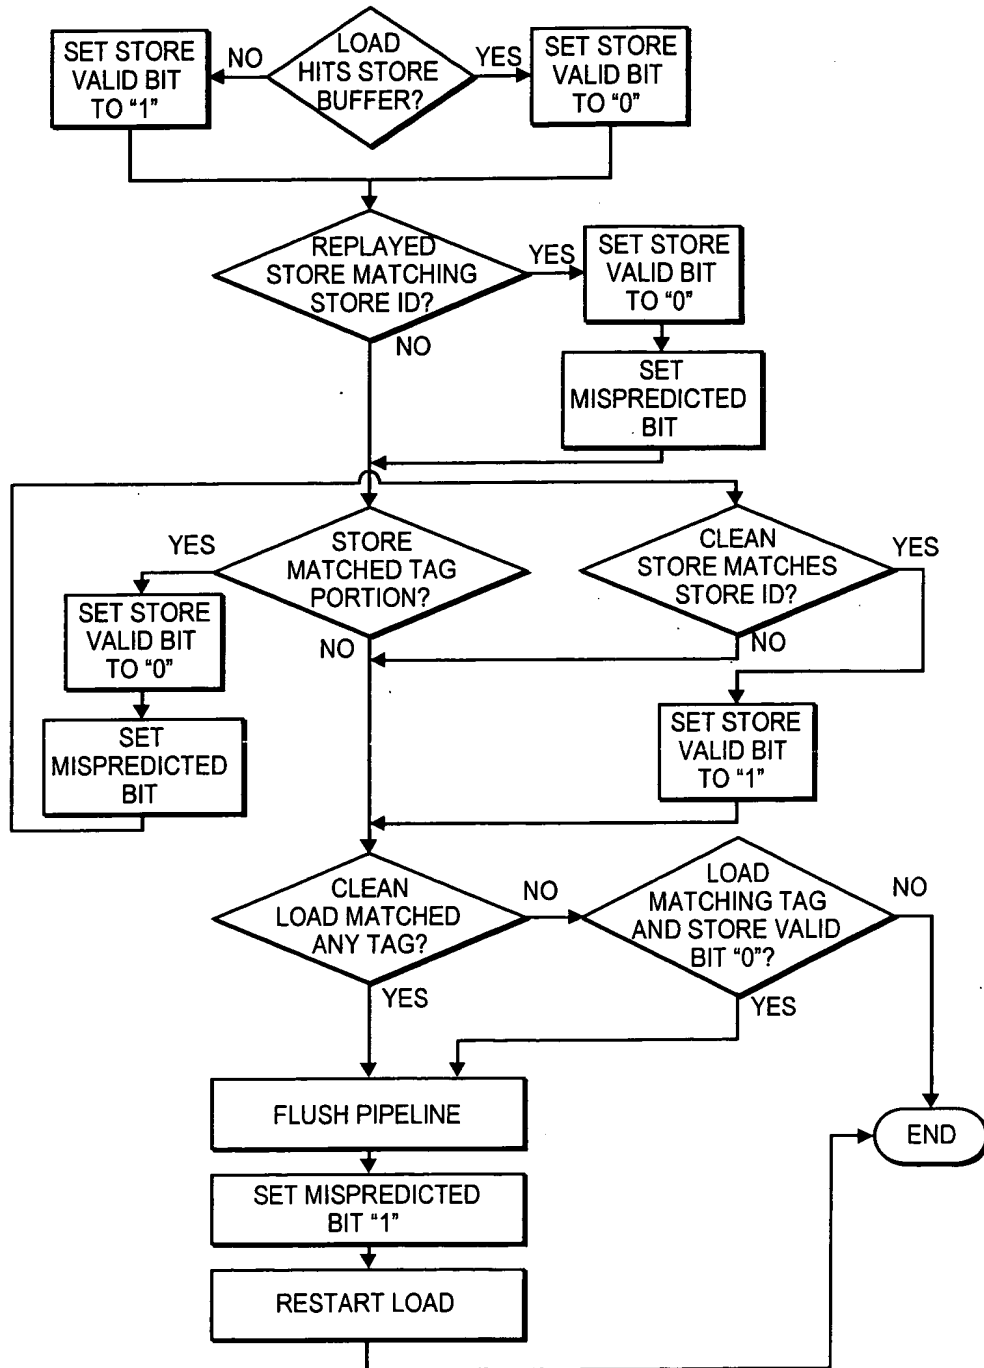 SET STORE
VALID BIT
TO "1"
NO
LOAD
HITS STORE
BUFFER?
YES
SET STORE
VALID BIT
TO "0"
REPLAYED
STORE MATCHING
STORE ID?
YES
NO
SET STORE
VALID BIT
TO "0"
SET
MISPREDICTED
BIT
YES
STORE
MATCHED TAG
PORTION?
NO
CLEAN
STORE MATCHES
STORE ID?
YES
NO
SET STORE
VALID BIT
TO "0"
SET
MISPREDICTED
BIT
SET STORE
VALID BIT
TO "1"
CLEAN
LOAD MATCHED
ANY TAG?
NO
YES
LOAD
MATCHING TAG
AND STORE VALID
BIT "0"?
NO
YES
FLUSH PIPELINE
END
SET MISPREDICTED
BIT "1"
RESTART LOAD